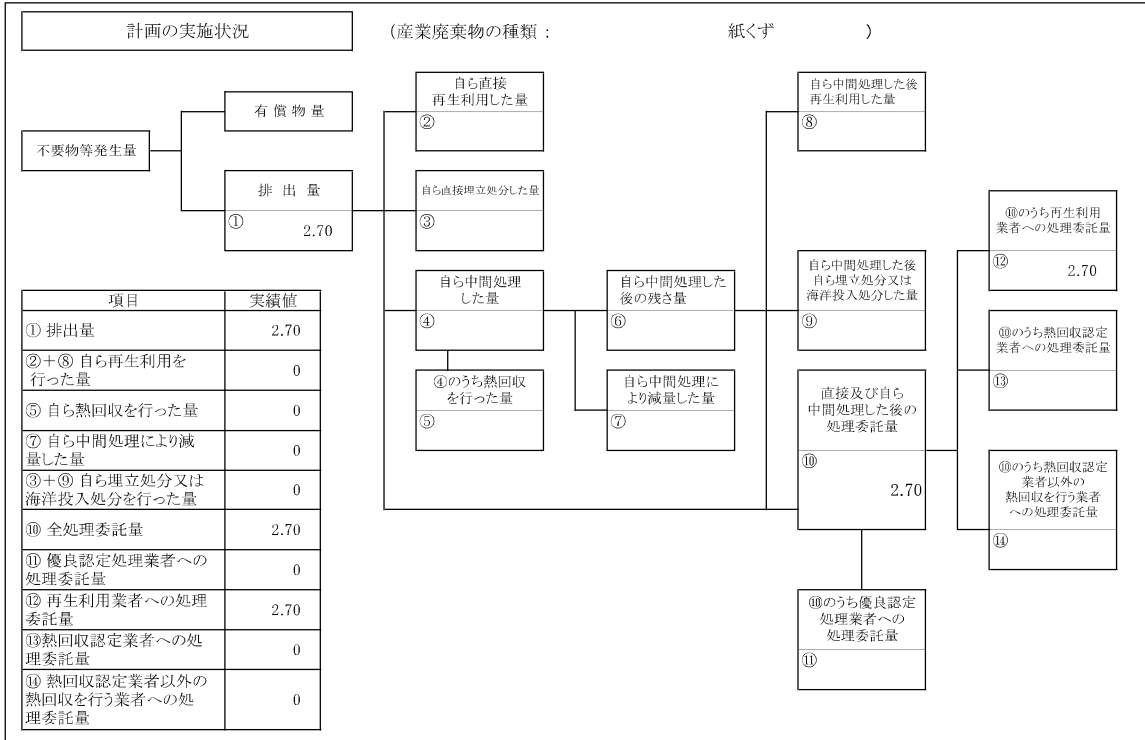 計画の実施状況
(産業廃棄物の種類： 紙くず )
不要物等発生量
有 償 物 量
排 出 量
① 2.70
自ら直接
再生利用した量
②
自ら直接埋立処分した量
③
自ら中間処理
した量
④
④のうち熱回収
を行った量
⑤
自ら中間処理した
後の残さ量
⑥
自ら中間処理に
より減量した量
⑦
自ら中間処理した後
再生利用した量
⑧
自ら中間処理した後
自ら埋立処分又は
海洋投入処分した量
⑨
直接及び自ら
中間処理した後の
処理委託量
⑩
2.70
⑩のうち優良認定
処理業者への
処理委託量
⑪
⑩のうち再生利用
業者への処理委託量
⑫ 2.70
⑩のうち熱回収認定
業者への処理委託量
⑬
⑩のうち熱回収認定
業者以外の
熱回収を行う業者
への処理委託量
⑭
項目 実績値
① 排出量 2.70
②＋⑧ 自ら再生利用を
行った量 0
⑤ 自ら熱回収を行った量 0
⑦ 自ら中間処理により減
量した量 0
③＋⑨ 自ら埋立処分又は
海洋投入処分を行った量 0
⑩ 全処理委託量 2.70
⑪ 優良認定処理業者への
処理委託量 0
⑫ 再生利用業者への処理
委託量 2.70
⑬熱回収認定業者への処
理委託量 0
⑭ 熱回収認定業者以外の
熱回収を行う業者への処
理委託量 0